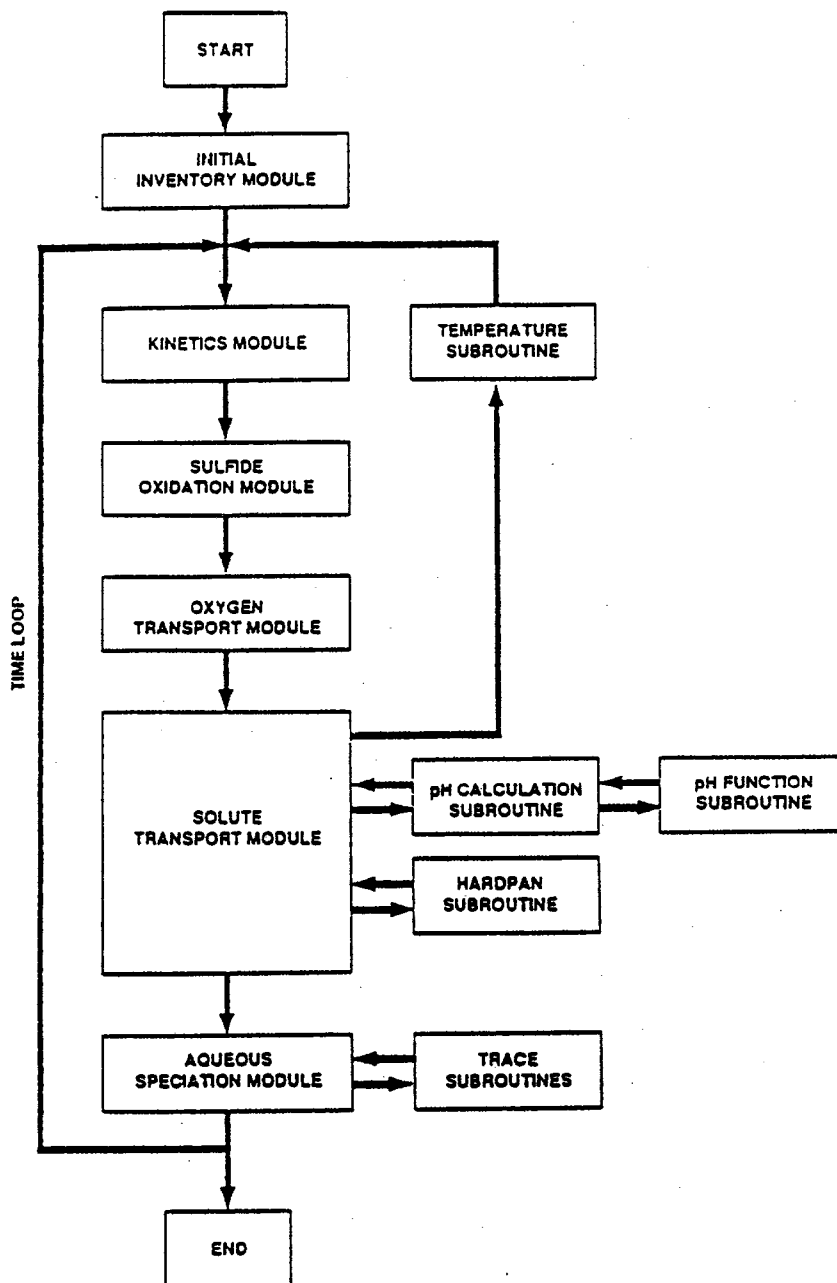 START
INITIAL
INVENTORY MODULE
KINETICS MODULE
TEMPERATURE
SUBROUTINE
SULFIDE
OXIDATION MODULE
OXYGEN
TRANSPORT MODULE
TIME LOOP
SOLUTE
TRANSPORT MODULE
pH CALCULATION
SUBROUTINE
pH FUNCTION
SUBROUTINE
HARDPAN
SUBROUTINE
AQUEOUS
SPECIATION MODULE
TRACE
SUBROUTINES
END